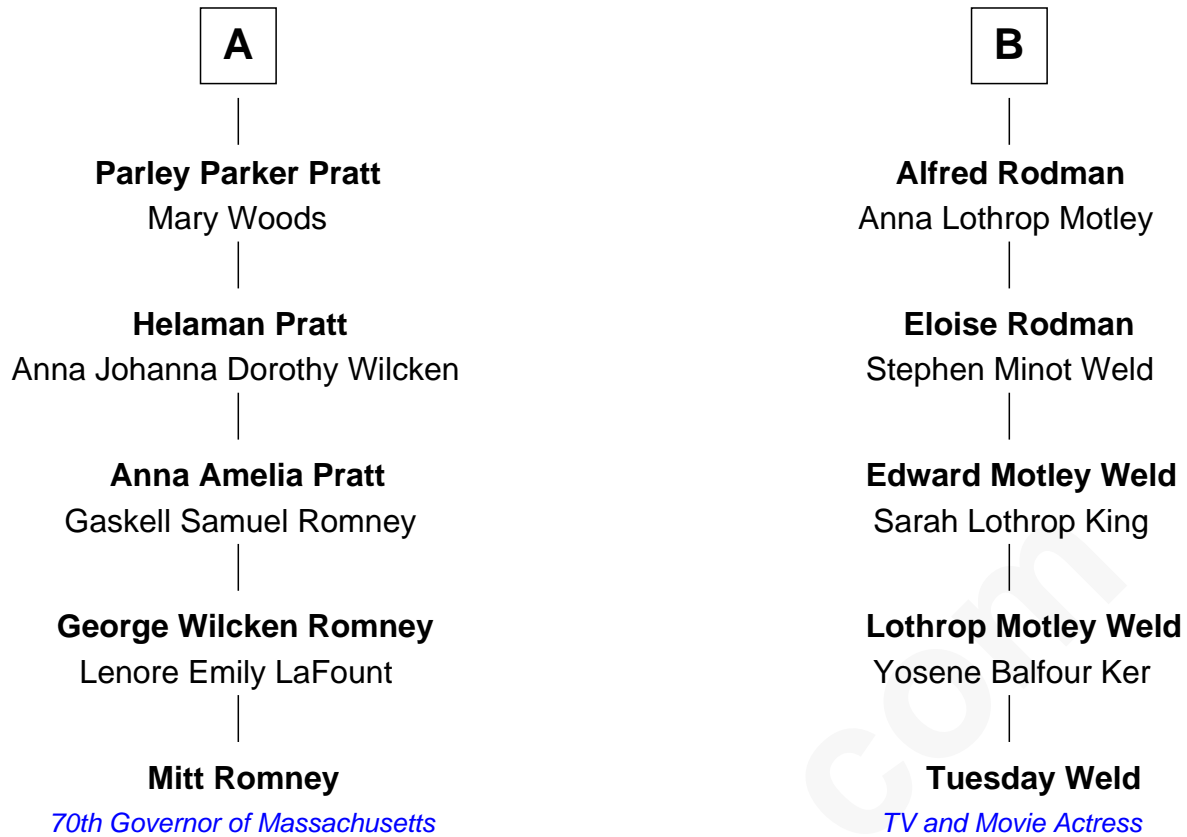 A
Parley Parker Pratt
Mary Woods
Helaman Pratt
Anna Johanna Dorothy Wilcken
Anna Amelia Pratt
Gaskell Samuel Romney
George Wilcken Romney
Lenore Emily LaFount
Mitt Romney
70th Governor of Massachusetts
B
Alfred Rodman
Anna Lothrop Motley
Eloise Rodman
Stephen Minot Weld
Edward Motley Weld
Sarah Lothrop King
Lothrop Motley Weld
Yosene Balfour Ker
Tuesday Weld
TV and Movie Actress
com